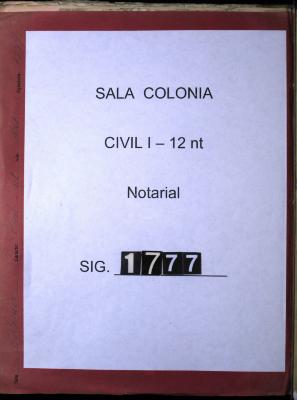 SALA COLONIA
CIVIL I – 12 nt
Notarial
SIG. 1777